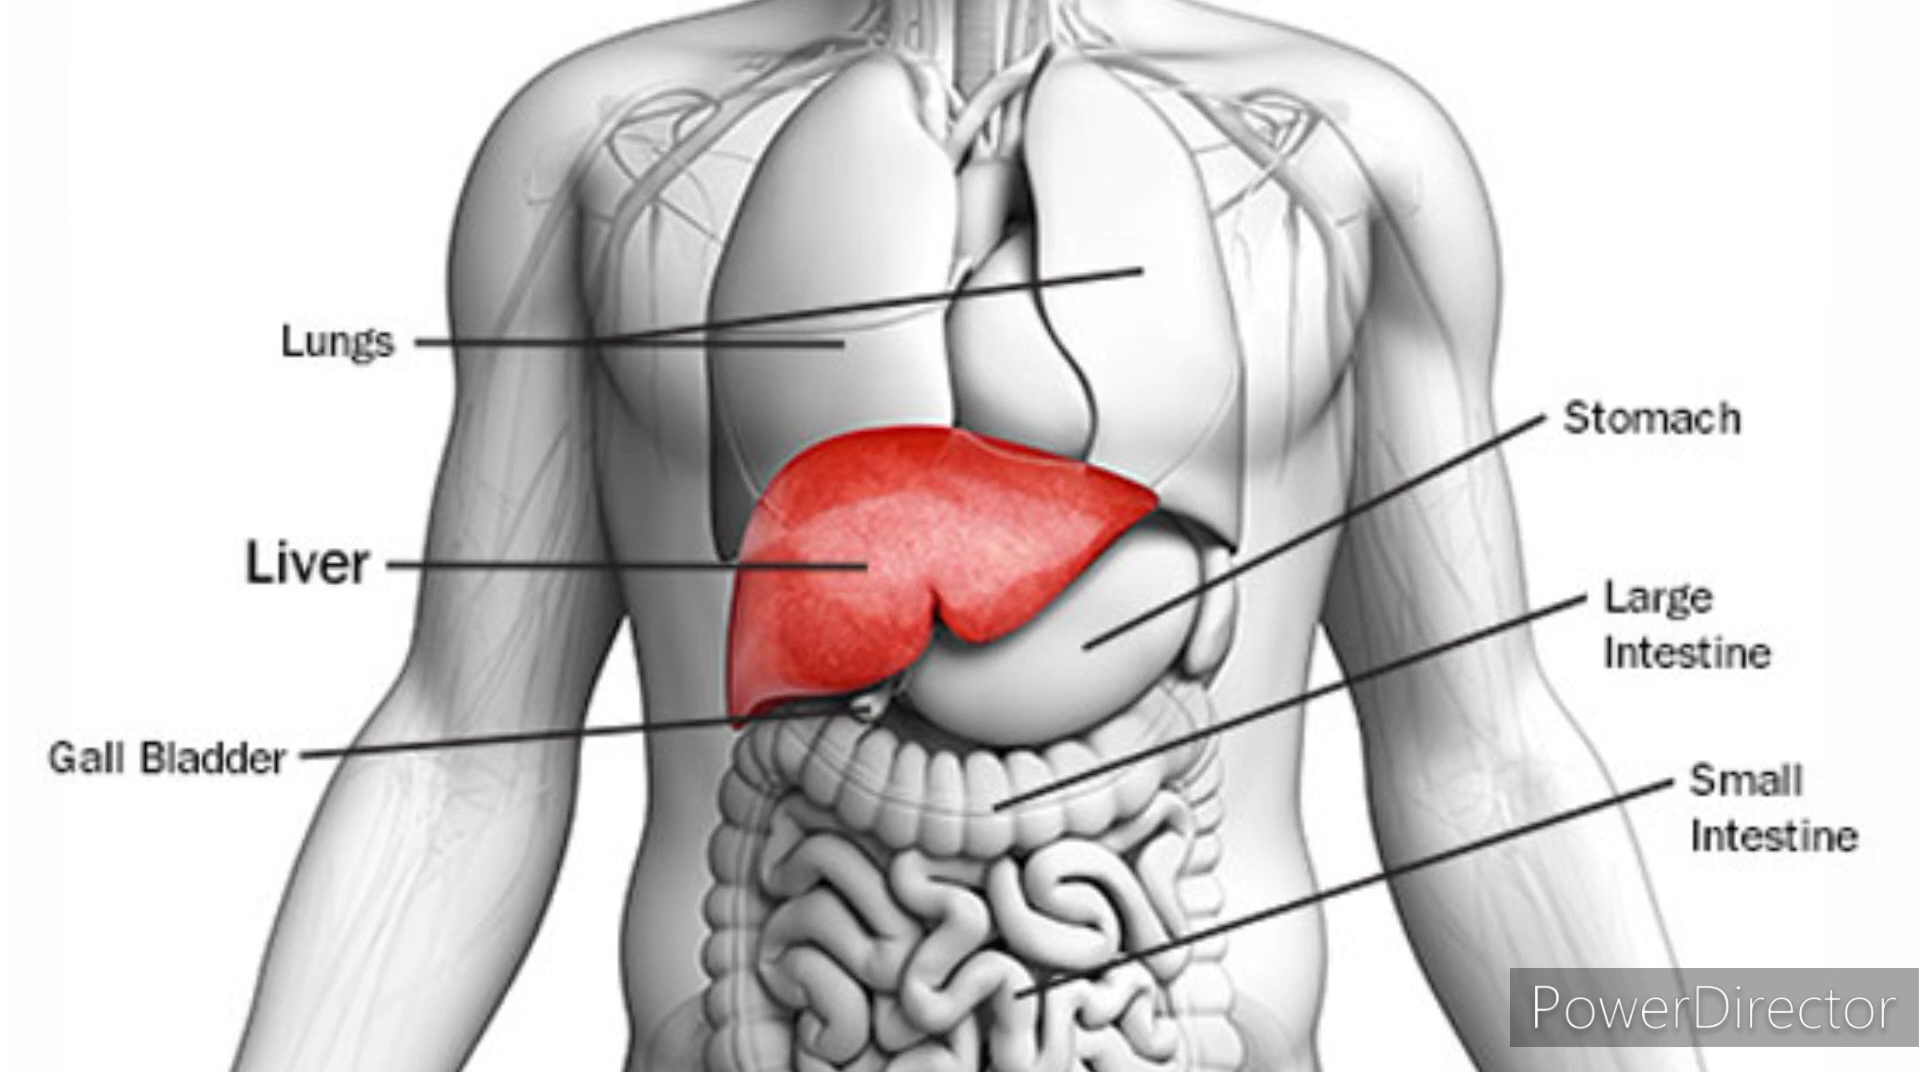 Lungs
Stomach
Liver
Large
Intestine
Gall Bladder
Small
Intestine
PowerDirector